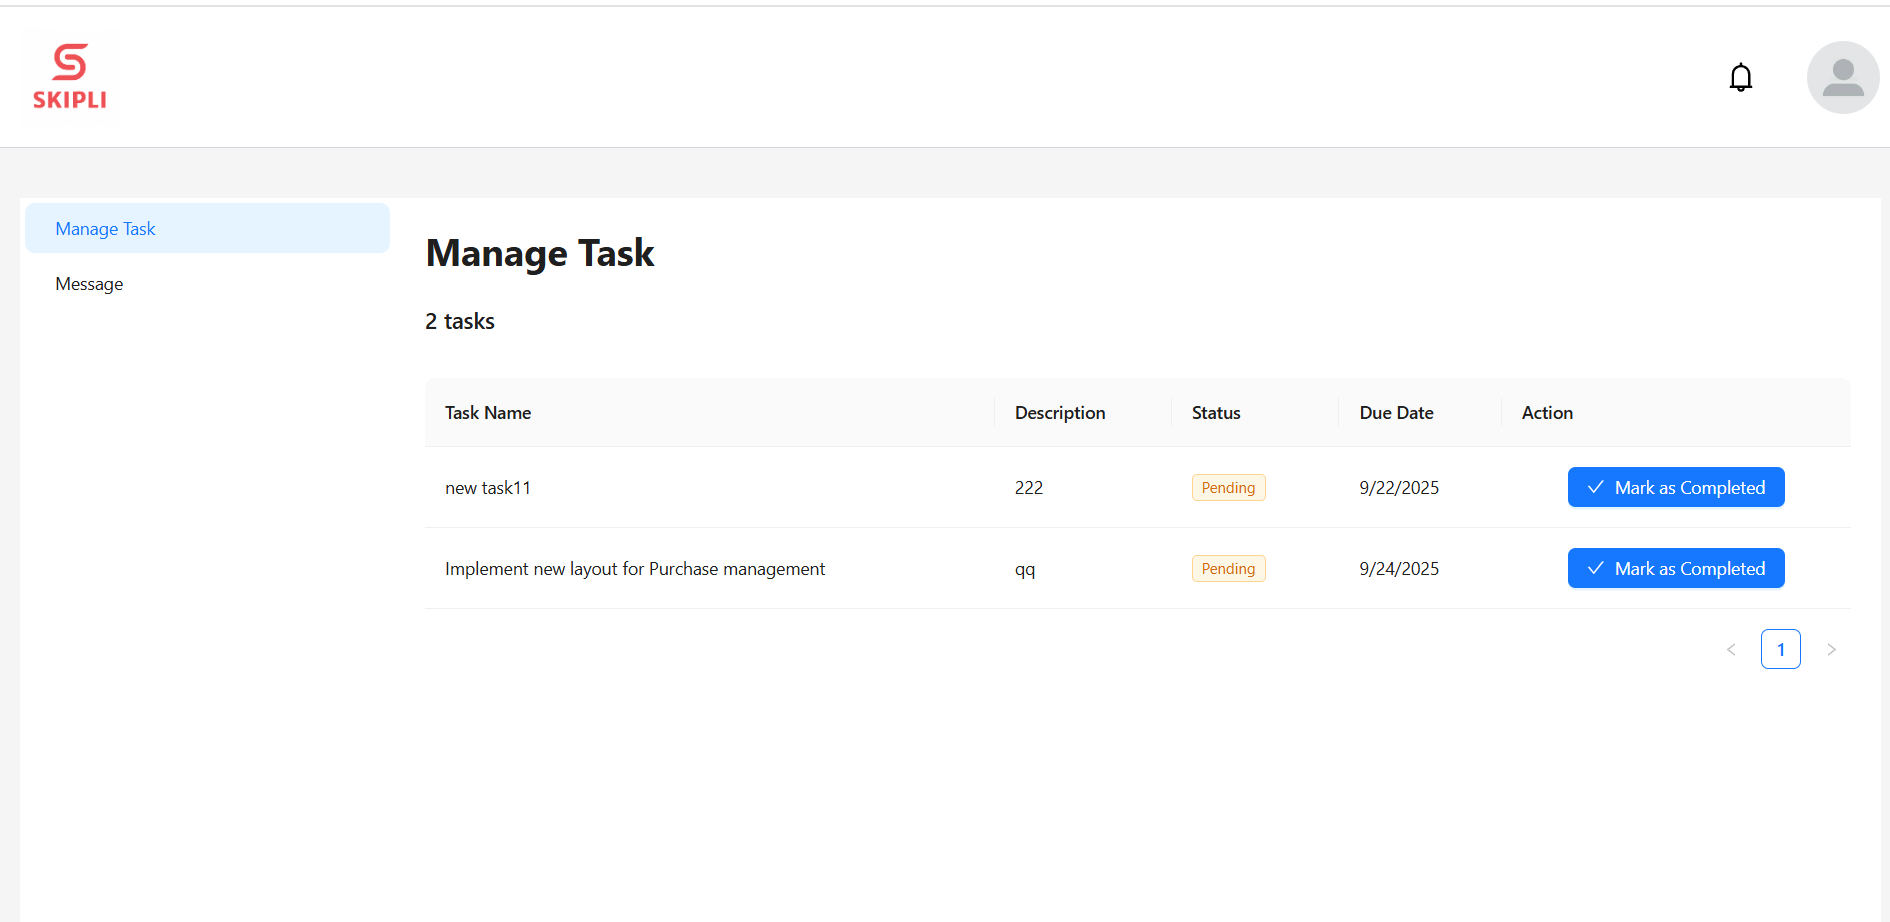 SKIPLI
Manage Task
Message
Manage Task
2 tasks
Task Name Description Status Due Date Action
new task11 222 Pending 9/22/2025 Mark as Completed
Implement new layout for Purchase management qq Pending 9/24/2025 Mark as Completed
< 1 >